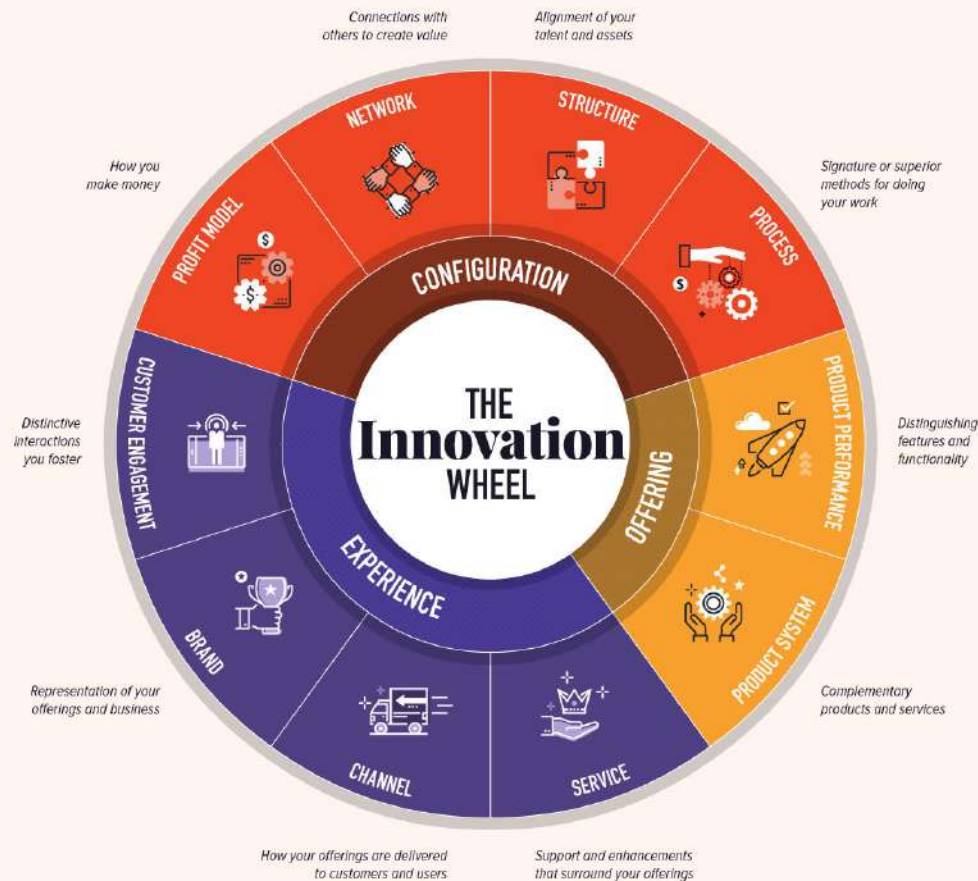 Connections with
others to create value
Alignment of your
talent and assets
NETWORK
STRUCTURE
How you
make money
Signature or superior
methods for doing
your work
PROFIT MODEL
$
$
PROCESS
$
CONFIGURATION
CUSTOMER ENGAGEMENT
PRODUCT PERFORMANCE
THE
Innovation
WHEEL
Distinctive
interactions
you foster
Distinguishing
features and
functionality
OFFERING
EXPERIENCE
BRAND
PRODUCT SYSTEM
Representation of your
offerings and business
Complementary
products and services
CHANNEL
SERVICE
How your offerings are delivered
to customers and users
Support and enhancements
that surround your offerings